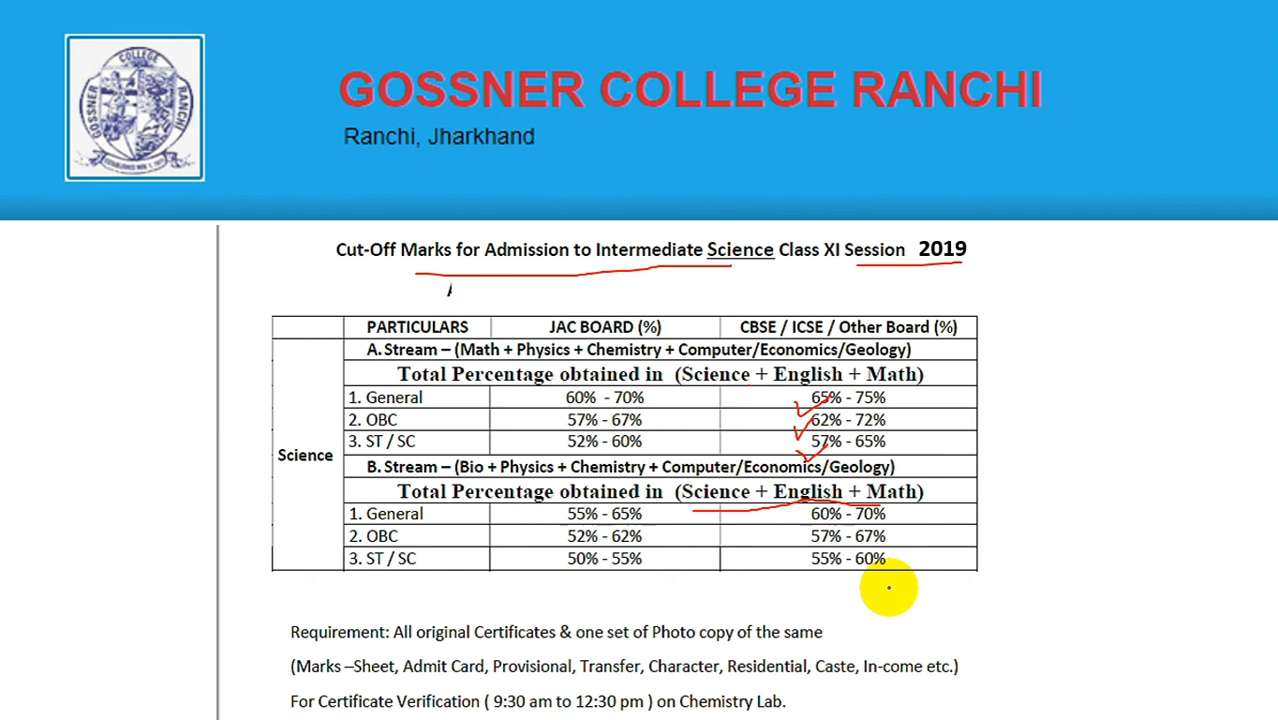 COLLEGE
GOSSNER
RANCHI
GOSSNER COLLEGE RANCHI
Ranchi, Jharkhand
Cut-Off Marks for Admission to Intermediate Science Class XI Session 2019
PARTICULARS JAC BOARD (%) CBSE / ICSE / Other Board (%)
A. Stream – (Math + Physics + Chemistry + Computer/Economics/Geology)
Total Percentage obtained in (Science + English + Math)
1. General 60% - 70% 65% - 75%
2. OBC 57% - 67% 62% - 72%
3. ST / SC 52% - 60% 57% - 65%
Science
B. Stream – (Bio + Physics + Chemistry + Computer/Economics/Geology)
Total Percentage obtained in (Science + English + Math)
1. General 55% - 65% 60% - 70%
2. OBC 52% - 62% 57% - 67%
3. ST / SC 50% - 55% 55% - 60%
Requirement: All original Certificates & one set of Photo copy of the same
(Marks –Sheet, Admit Card, Provisional, Transfer, Character, Residential, Caste, In-come etc.)
For Certificate Verification ( 9:30 am to 12:30 pm ) on Chemistry Lab.